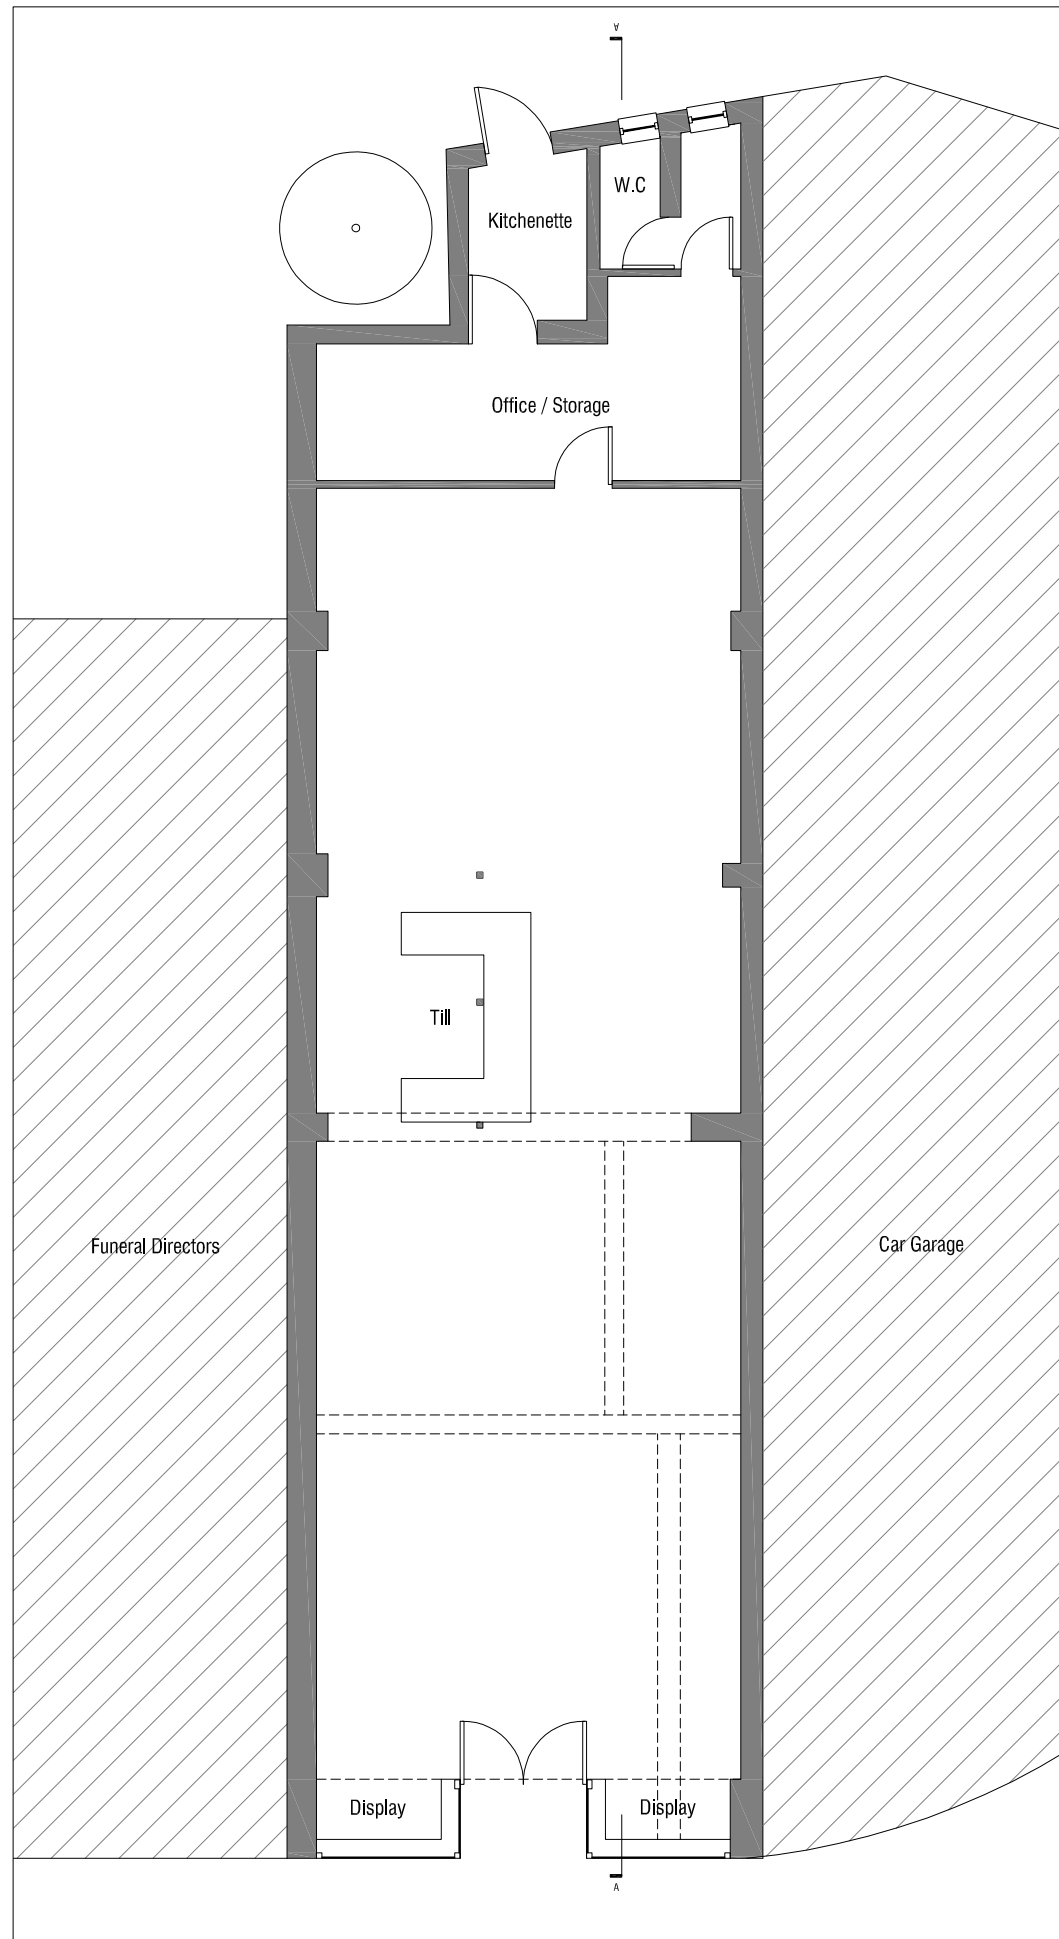 A
W.C
Kitchenette
Office / Storage
Till
Funeral Directors
Car Garage
Display
Display
A